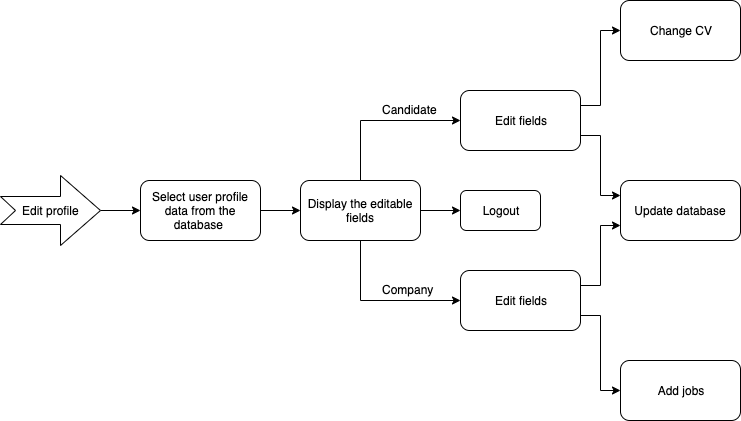 Change CV
Candidate
Edit fields
Edit profile
Select user profile
data from the
database
Display the editable
fields
Logout
Update database
Company
Edit fields
Add jobs